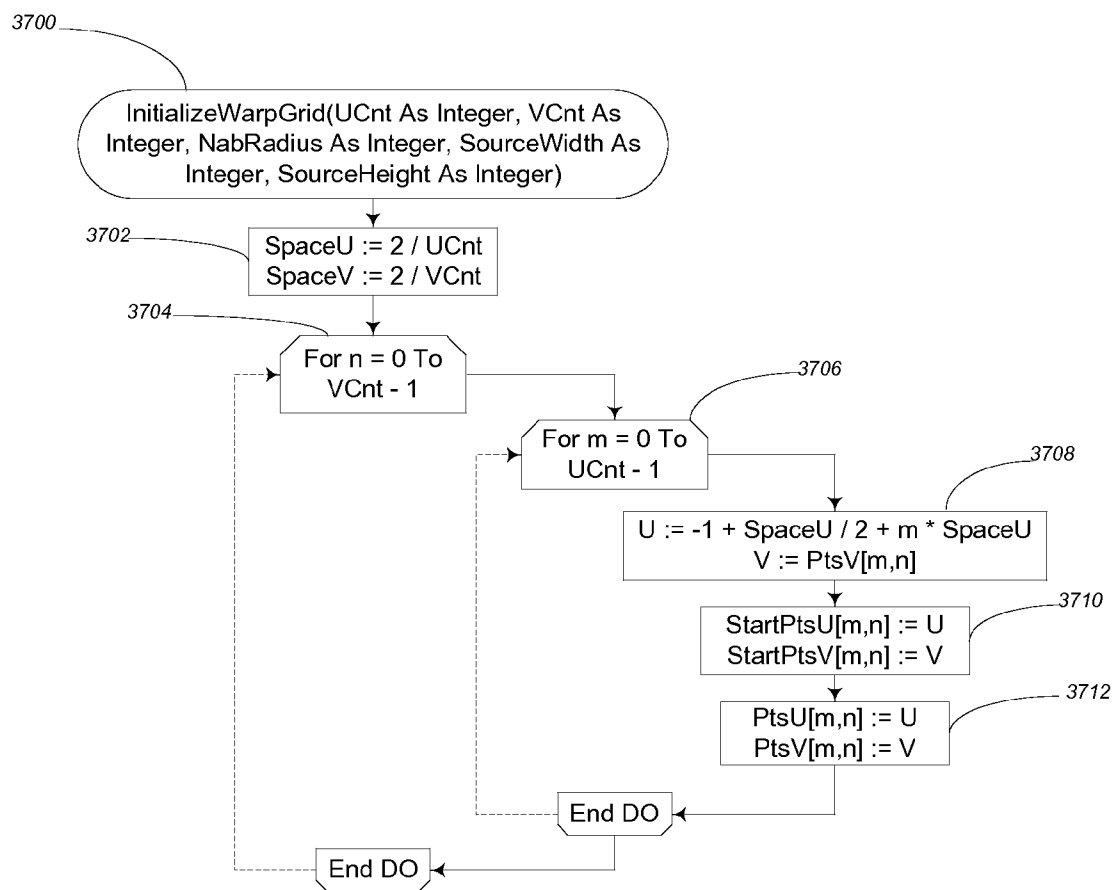 3700
InitializeWarpGrid(UCnt As Integer, VCnt As
Integer, NabRadius As Integer, SourceWidth As
Integer, SourceHeight As Integer)
3702
SpaceU := 2 / UCnt
SpaceV := 2 / VCnt
3704
For n = 0 To
VCnt - 1
3706
For m = 0 To
UCnt - 1
3708
U := -1 + SpaceU / 2 + m * SpaceU
V := PtsV[m,n]
3710
StartPtsU[m,n] := U
StartPtsV[m,n] := V
3712
PtsU[m,n] := U
PtsV[m,n] := V
End DO
End DO